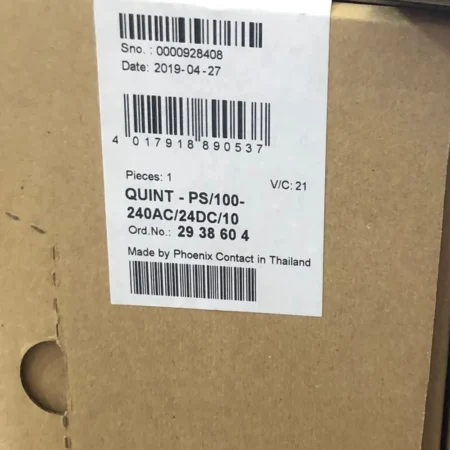 Sno. : 0000928408
Date: 2019-04-27
4 017918 890537
Pieces: 1
V/C: 21
QUINT - PS/100-
240AC/24DC/10
Ord.No.: 29 38 60 4
Made by Phoenix Contact in Thailand